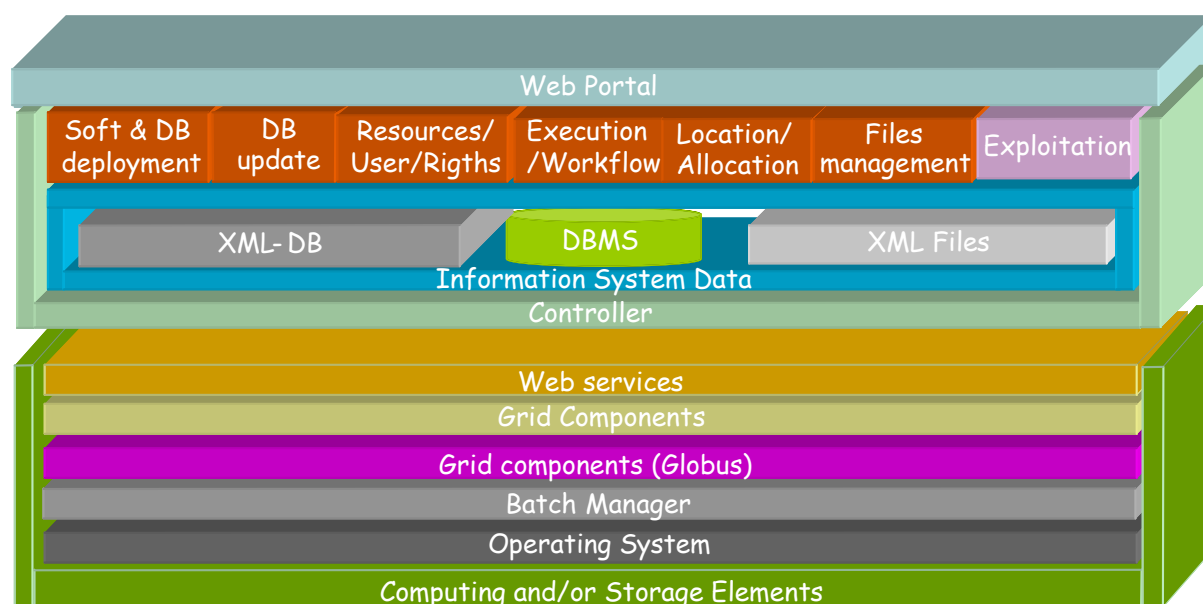 Web Portal
Soft & DB
deployment
DB
update
Resources/
User/Rigths
Execution
/Workflow
Location/
Allocation
Files
management
Exploitation
XML- DB
DBMS
XML Files
Information System Data
Controller
Web services
Grid Components
Grid components (Globus)
Batch Manager
Operating System
Computing and/or Storage Elements